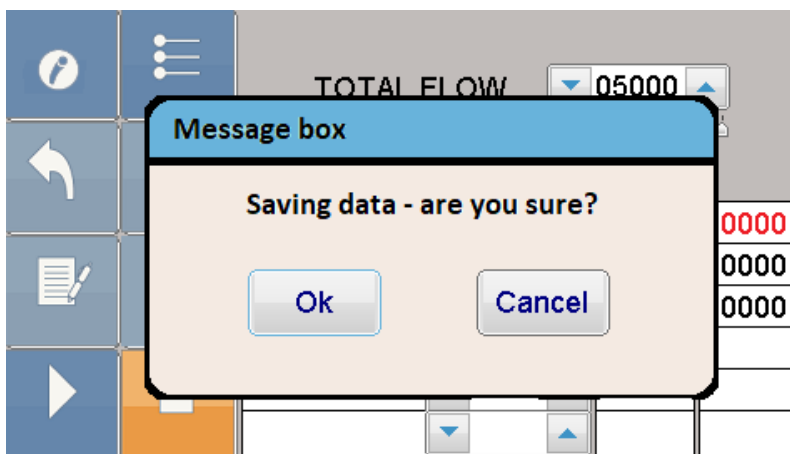 TOTAL FLOW 05000
Message box
Saving data - are you sure?
0000
0000
Ok Cancel
0000